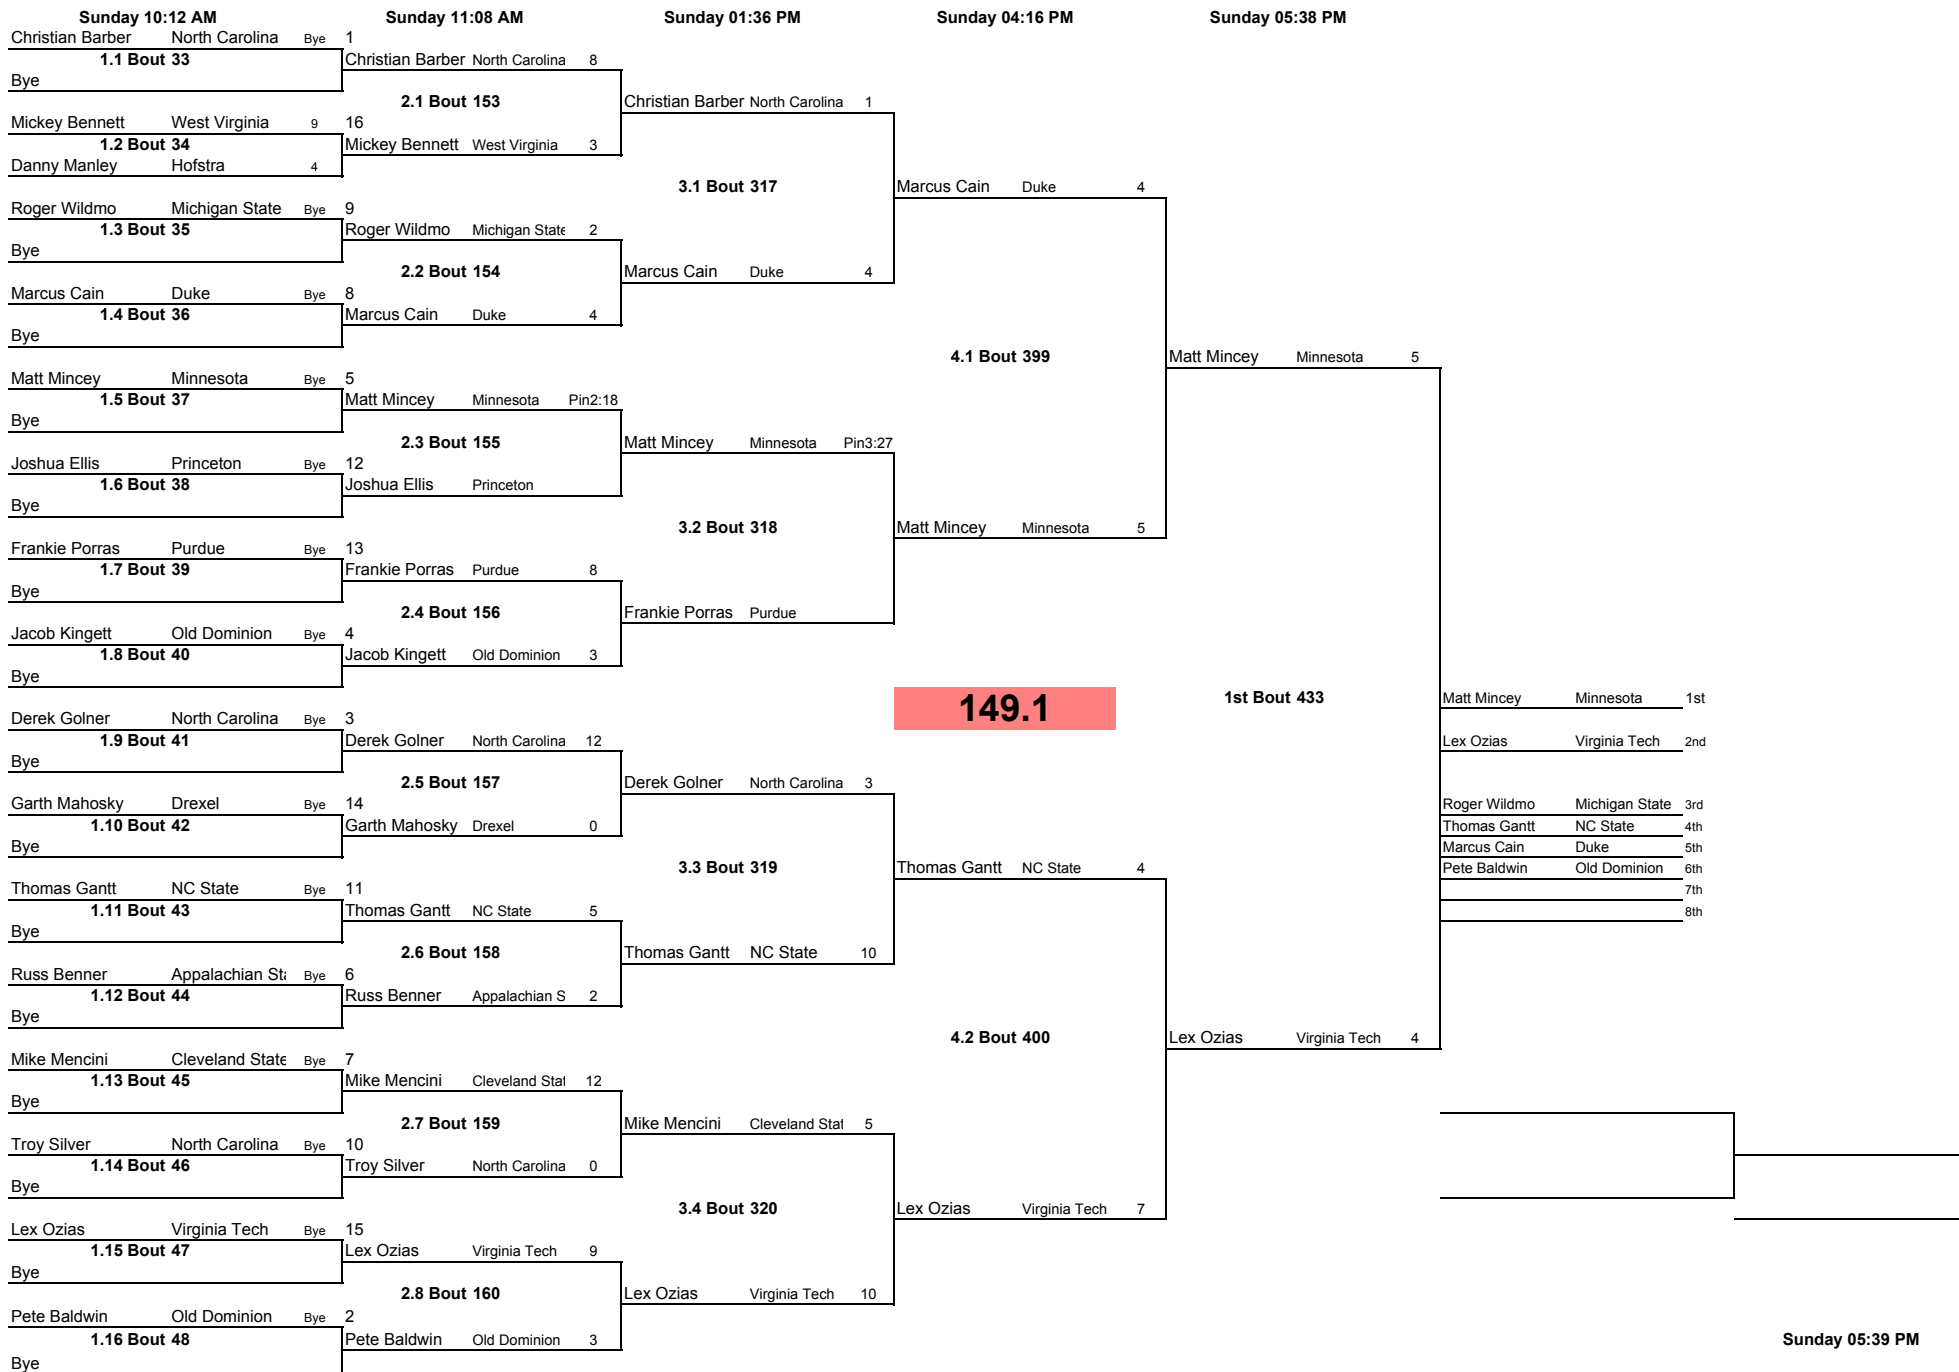 Sunday 10:12 AM Sunday 11:08 AM Sunday 01:36 PM Sunday 04:16 PM Sunday 05:38 PM
Christian Barber North Carolina Bye 1
1.1 Bout 33 Christian Barber North Carolina 8
Bye
2.1 Bout 153 Christian Barber North Carolina 1
Mickey Bennett West Virginia 9 16
1.2 Bout 34 Mickey Bennett West Virginia 3
Danny Manley Hofstra 4
3.1 Bout 317 Marcus Cain Duke 4
Roger Wildmo Michigan State Bye 9
1.3 Bout 35 Roger Wildmo Michigan State 2
Bye
2.2 Bout 154 Marcus Cain Duke 4
Marcus Cain Duke Bye 8
1.4 Bout 36 Marcus Cain Duke 4
Bye
4.1 Bout 399 Matt Mincey Minnesota 5
Matt Mincey Minnesota Bye 5
1.5 Bout 37 Matt Mincey Minnesota Pin2:18
Bye
2.3 Bout 155 Matt Mincey Minnesota Pin3:27
Joshua Ellis Princeton Bye 12
1.6 Bout 38 Joshua Ellis Princeton
Bye
3.2 Bout 318 Matt Mincey Minnesota 5
Frankie Porras Purdue Bye 13
1.7 Bout 39 Frankie Porras Purdue 8
Bye
2.4 Bout 156 Frankie Porras Purdue
Jacob Kingett Old Dominion Bye 4
1.8 Bout 40 Jacob Kingett Old Dominion 3
Bye
149.1 1st Bout 433 Matt Mincey Minnesota 1st
Derek Golner North Carolina Bye 3
1.9 Bout 41 Derek Golner North Carolina 12 Lex Ozias Virginia Tech 2nd
Bye
2.5 Bout 157 Derek Golner North Carolina 3
Garth Mahosky Drexel Bye 14 Roger Wildmo Michigan State 3rd
1.10 Bout 42 Garth Mahosky Drexel 0 Thomas Gantt NC State 4th
Bye Marcus Cain Duke 5th
3.3 Bout 319 Thomas Gantt NC State 4 Pete Baldwin Old Dominion 6th
Thomas Gantt NC State Bye 11 7th
1.11 Bout 43 Thomas Gantt NC State 5 8th
Bye
2.6 Bout 158 Thomas Gantt NC State 10
Russ Benner Appalachian Sta Bye 6
1.12 Bout 44 Russ Benner Appalachian S 2
Bye
4.2 Bout 400 Lex Ozias Virginia Tech 4
Mike Mencini Cleveland State Bye 7
1.13 Bout 45 Mike Mencini Cleveland Stat 12
Bye
2.7 Bout 159 Mike Mencini Cleveland Stat 5
Troy Silver North Carolina Bye 10
1.14 Bout 46 Troy Silver North Carolina 0
Bye
3.4 Bout 320 Lex Ozias Virginia Tech 7
Lex Ozias Virginia Tech Bye 15
1.15 Bout 47 Lex Ozias Virginia Tech 9
Bye
2.8 Bout 160 Lex Ozias Virginia Tech 10
Pete Baldwin Old Dominion Bye 2
1.16 Bout 48 Pete Baldwin Old Dominion 3 Sunday 05:39 PM
Bye